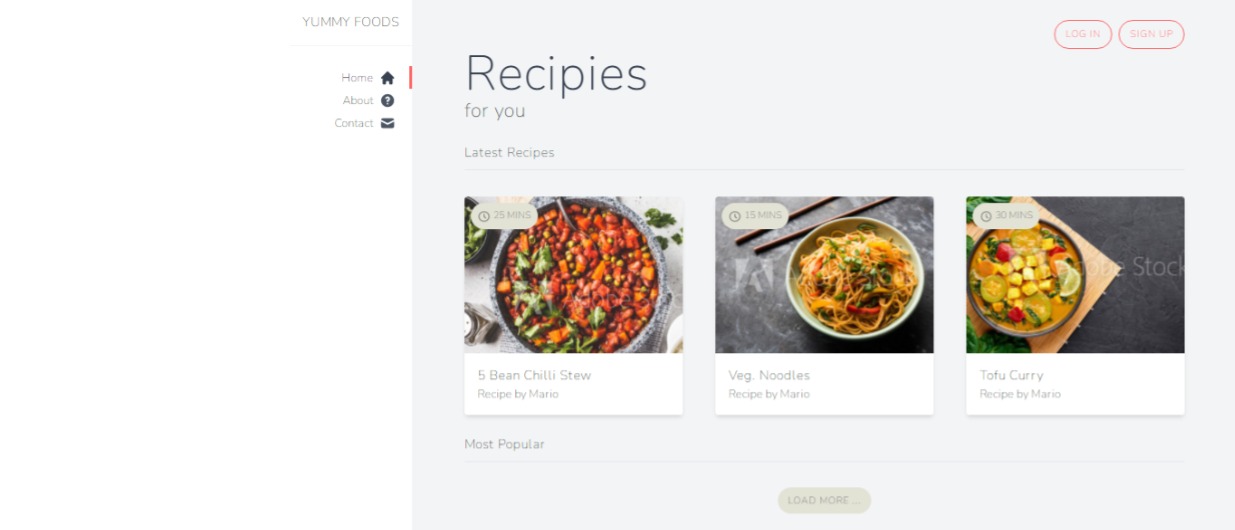 YUMMY FOODS
Home
About
Contact
LOG IN
SIGN UP
Recipies
for you
Latest Recipes
25 MINS
15 MINS
30 MINS
Adobe Stock
5 Bean Chilli Stew
Recipe by Mario
Veg. Noodles
Recipe by Mario
Tofu Curry
Recipe by Mario
Most Popular
LOAD MORE ...